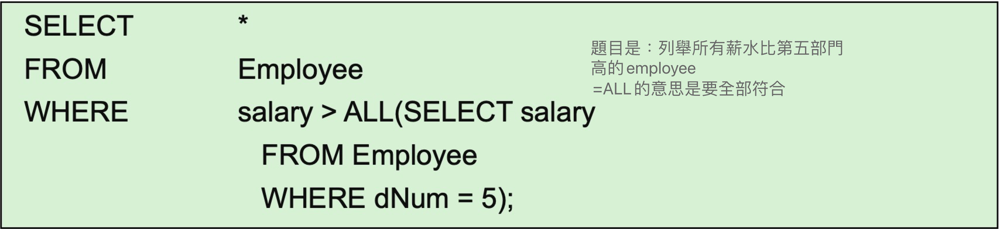 SELECT *
FROM Employee
WHERE salary > ALL(SELECT salary
FROM Employee
WHERE dNum = 5);
題目是：列舉所有薪水比第五部門
高的employee
=ALL的意思是要全部符合